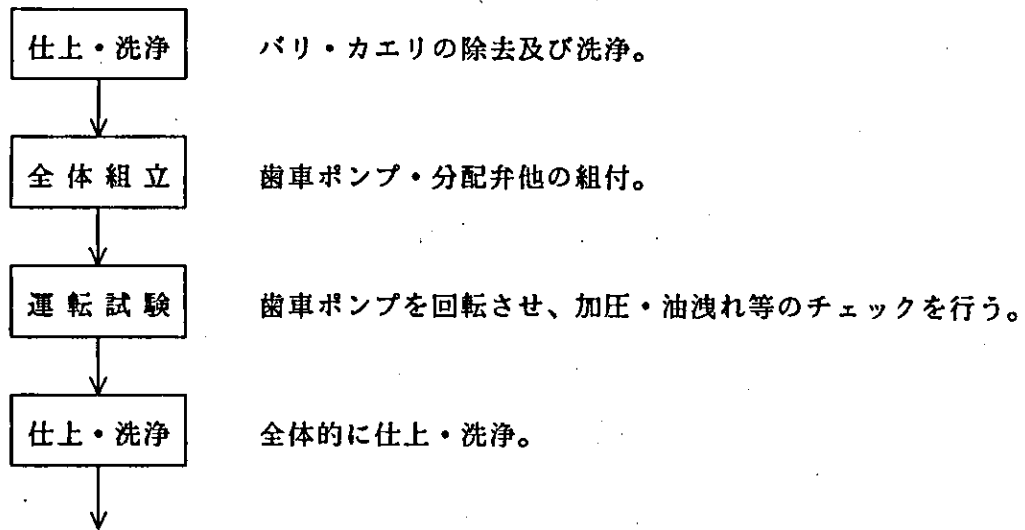 仕上・洗浄 バリ・カエリの除去及び洗浄。
全体組立 歯車ポンプ・分配弁他の組付。
運転試験 歯車ポンプを回転させ、加圧・油洩れ等のチェックを行う。
仕上・洗浄 全体的に仕上・洗浄。